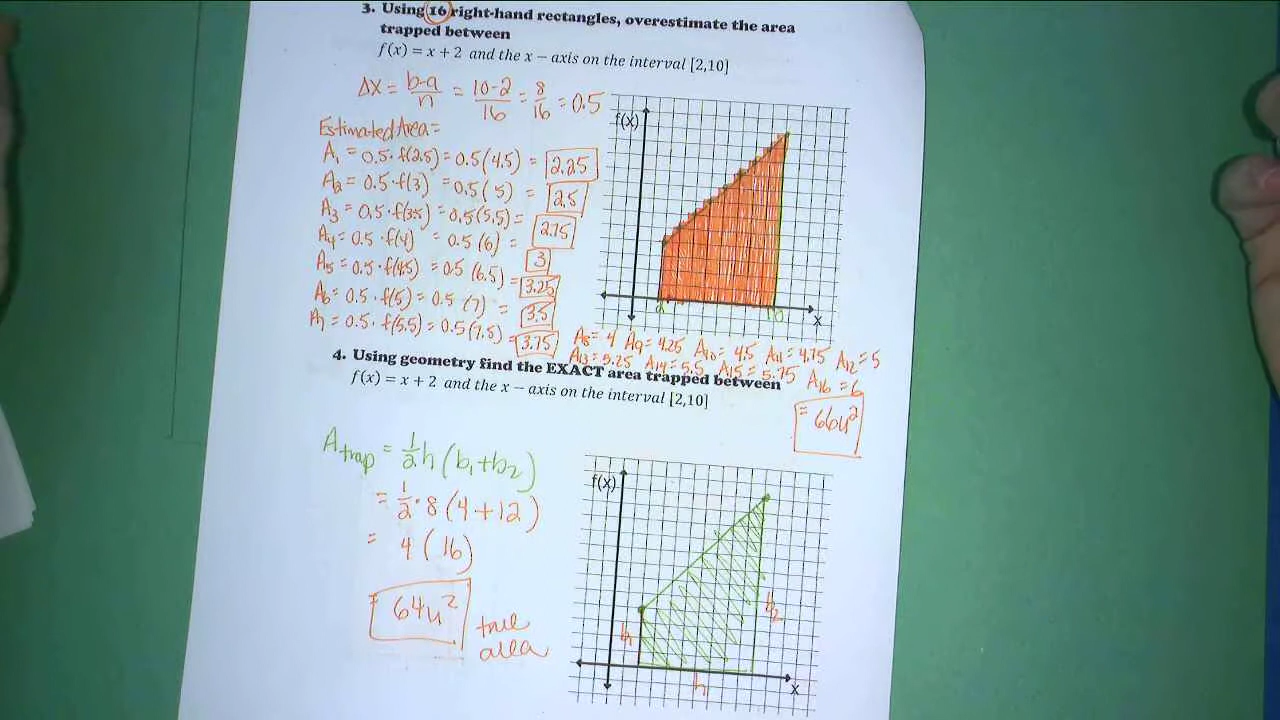 3. Using 16 right-hand rectangles, overestimate the area
trapped between
f(x) = x + 2 and the x − axis on the interval [2,10]
Δx = b-a/n = 10-2/16 = 8/16 = 0.5
Estimated Area =
A1 = 0.5 · f(2.5) = 0.5(4.5) = 2.25
A2 = 0.5 · f(3) = 0.5(5) = 2.5
A3 = 0.5 · f(3.5) = 0.5(5.5) = 2.75
A4 = 0.5 · f(4) = 0.5(6) = 3
A5 = 0.5 · f(4.5) = 0.5(6.5) = 3.25
A6 = 0.5 · f(5) = 0.5(7) = 3.5
A7 = 0.5 · f(5.5) = 0.5(7.5) = 3.75
f(x)
2 10 x
A8 = 4 A9 = 4.25 A10 = 4.5 A11 = 4.75 A12 = 5
A13 = 5.25 A14 = 5.5 A15 = 5.75 A16 = 6
= 66u²
4. Using geometry find the EXACT area trapped between
f(x) = x + 2 and the x − axis on the interval [2,10]
Atrap = 1/2 h (b1 + b2)
= 1/2 · 8 (4 + 12)
= 4 (16)
= 64u²
true
area
f(x)
b1
b2
h
x